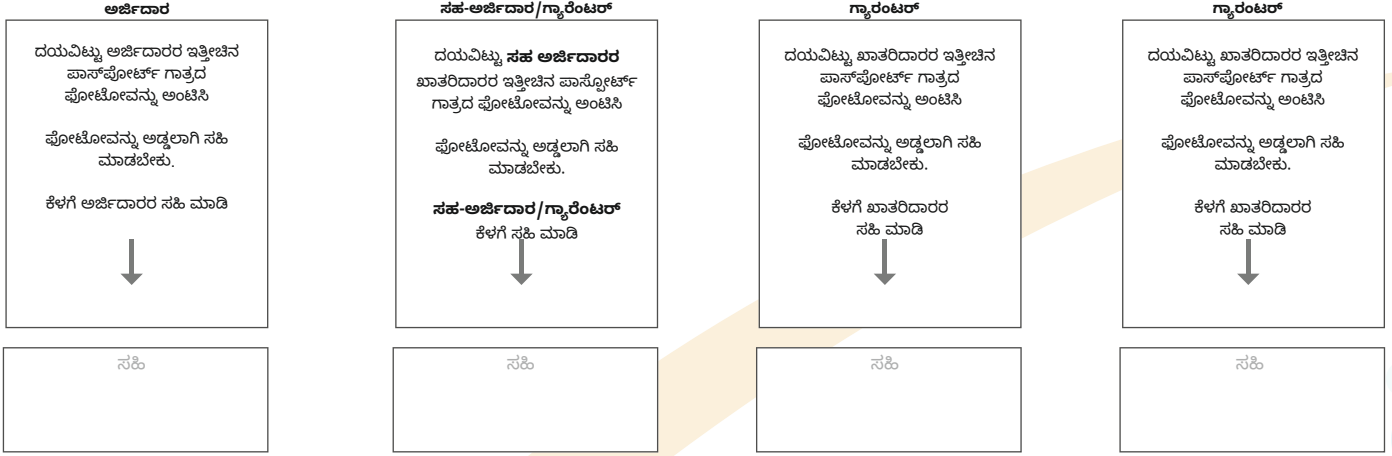 ಅರ್ಜಿದಾರ
ದಯವಿಟ್ಟು ಅರ್ಜಿದಾರರ ಇತ್ತೀಚಿನ
ಪಾಸ್‌ಪೋರ್ಟ್ ಗಾತ್ರದ
ಫೋಟೋವನ್ನು ಅಂಟಿಸಿ
ಫೋಟೋವನ್ನು ಅಡ್ಡಲಾಗಿ ಸಹಿ
ಮಾಡಬೇಕು.
ಕೆಳಗೆ ಅರ್ಜಿದಾರರ ಸಹಿ ಮಾಡಿ
ಸಹಿ
ಸಹ-ಅರ್ಜಿದಾರ/ಗ್ಯಾರೆಂಟರ್
ದಯವಿಟ್ಟು ಸಹ ಅರ್ಜಿದಾರರ
ಖಾತರಿದಾರರ ಇತ್ತೀಚಿನ ಪಾಸ್ಪೋರ್ಟ್
ಗಾತ್ರದ ಫೋಟೋವನ್ನು ಅಂಟಿಸಿ
ಫೋಟೋವನ್ನು ಅಡ್ಡಲಾಗಿ ಸಹಿ
ಮಾಡಬೇಕು.
ಸಹ-ಅರ್ಜಿದಾರ/ಗ್ಯಾರೆಂಟರ್
ಕೆಳಗೆ ಸಹಿ ಮಾಡಿ
ಸಹಿ
ಗ್ಯಾರಂಟರ್
ದಯವಿಟ್ಟು ಖಾತರಿದಾರರ ಇತ್ತೀಚಿನ
ಪಾಸ್‌ಪೋರ್ಟ್ ಗಾತ್ರದ
ಫೋಟೋವನ್ನು ಅಂಟಿಸಿ
ಫೋಟೋವನ್ನು ಅಡ್ಡಲಾಗಿ ಸಹಿ
ಮಾಡಬೇಕು.
ಕೆಳಗೆ ಖಾತರಿದಾರರ
ಸಹಿ ಮಾಡಿ
ಸಹಿ
ಗ್ಯಾರಂಟರ್
ದಯವಿಟ್ಟು ಖಾತರಿದಾರರ ಇತ್ತೀಚಿನ
ಪಾಸ್‌ಪೋರ್ಟ್ ಗಾತ್ರದ
ಫೋಟೋವನ್ನು ಅಂಟಿಸಿ
ಫೋಟೋವನ್ನು ಅಡ್ಡಲಾಗಿ ಸಹಿ
ಮಾಡಬೇಕು.
ಕೆಳಗೆ ಖಾತರಿದಾರರ
ಸಹಿ ಮಾಡಿ
ಸಹಿ